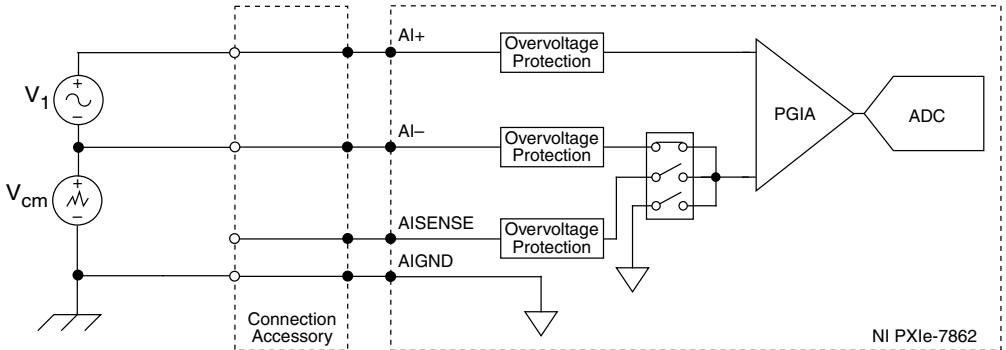 AI+
Overvoltage
Protection
+
V1
−
PGIA
ADC
AI−
Overvoltage
Protection
+
Vcm
−
AISENSE
Overvoltage
Protection
AIGND
Connection
Accessory
NI PXIe-7862